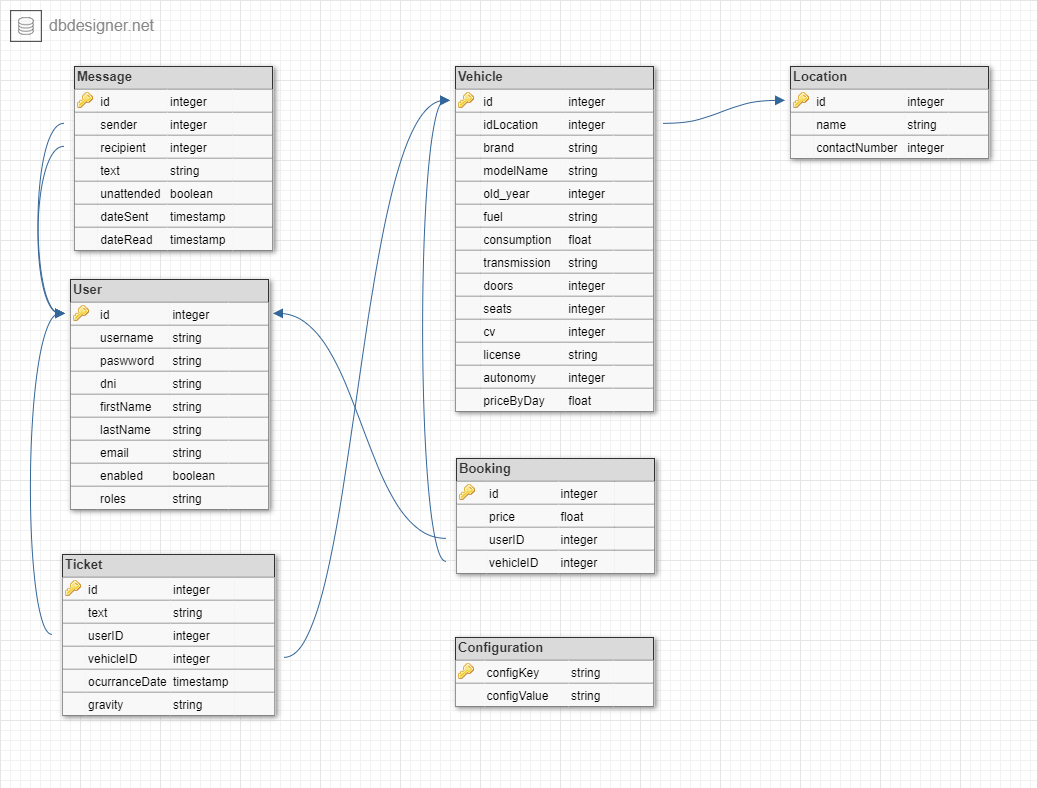 dbdesigner.net
Message
id integer
sender integer
recipient integer
text string
unattended boolean
dateSent timestamp
dateRead timestamp
User
id integer
username string
paswword string
dni string
firstName string
lastName string
email string
enabled boolean
roles string
Ticket
id integer
text string
userID integer
vehicleID integer
ocurranceDate timestamp
gravity string
Vehicle
id integer
idLocation integer
brand string
modelName string
old_year integer
fuel string
consumption float
transmission string
doors integer
seats integer
cv integer
license string
autonomy integer
priceByDay float
Booking
id integer
price float
userID integer
vehicleID integer
Configuration
configKey string
configValue string
Location
id integer
name string
contactNumber integer